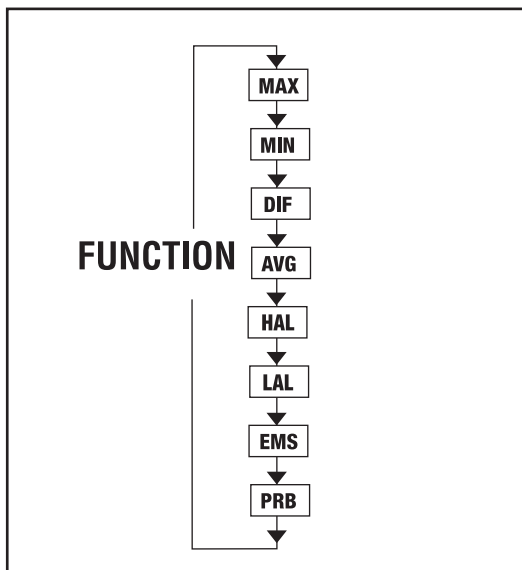 MAX
MIN
DIF
FUNCTION
AVG
HAL
LAL
EMS
PRB